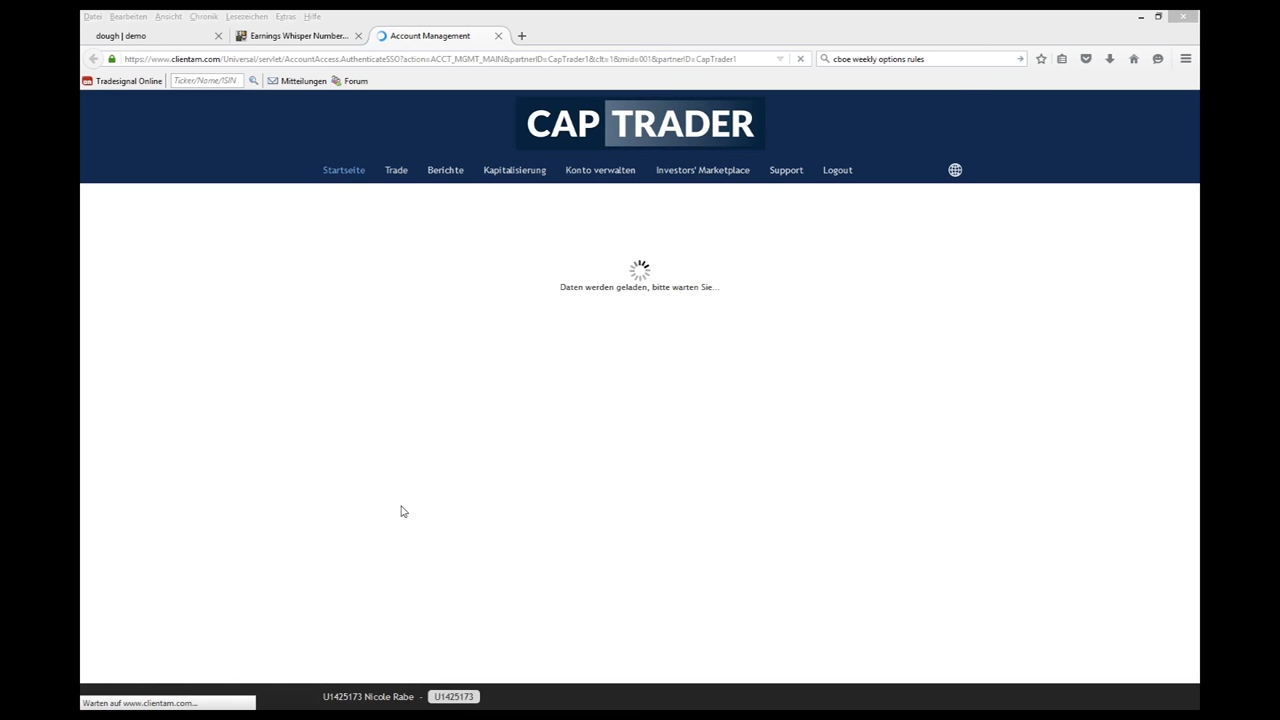 Datei Bearbeiten Ansicht Chronik Lesezeichen Extras Hilfe
dough | demo
Earnings Whisper Number...
Account Management
https://www.clientam.com/Universal/servlet/AccountAccess.AuthenticateSSO?action=ACCT_MGMT_MAIN&partnerID=CapTrader1&clt=1&mid=001&partnerID=CapTrader1
cboe weekly options rules
Tradesignal Online
Ticker/Name/ISIN
Mitteilungen
Forum
CAP TRADER
Startseite Trade Berichte Kapitalisierung Konto verwalten Investors' Marketplace Support Logout
Daten werden geladen, bitte warten Sie...
U1425173 Nicole Rabe - U1425173
Warten auf www.clientam.com...